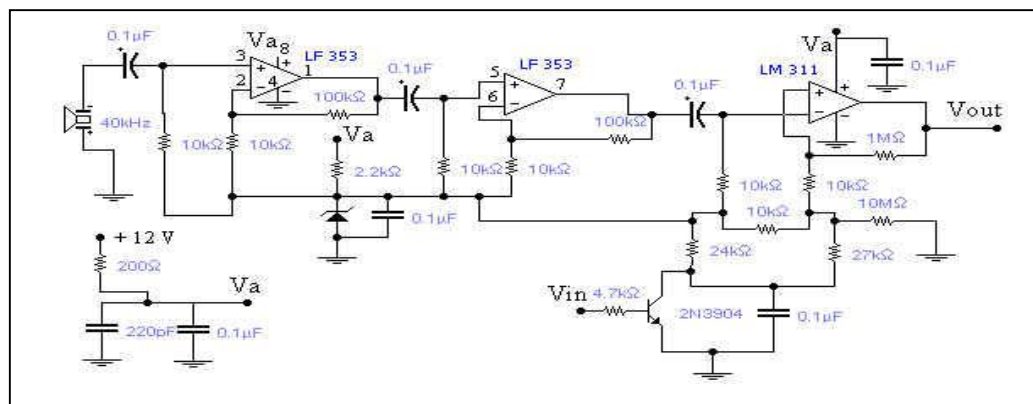 0.1µF
Va
8
LF 353
3
2
4
1
40kHz
10kΩ
10kΩ
100kΩ
0.1µF
Va
2.2kΩ
0.1µF
5
6
7
LF 353
10kΩ
10kΩ
100kΩ
0.1µF
Va
0.1µF
LM 311
Vout
1MΩ
10kΩ
10kΩ
10kΩ
10MΩ
24kΩ
27kΩ
Vin
4.7kΩ
2N3904
0.1µF
+12 V
200Ω
Va
220pF
0.1µF